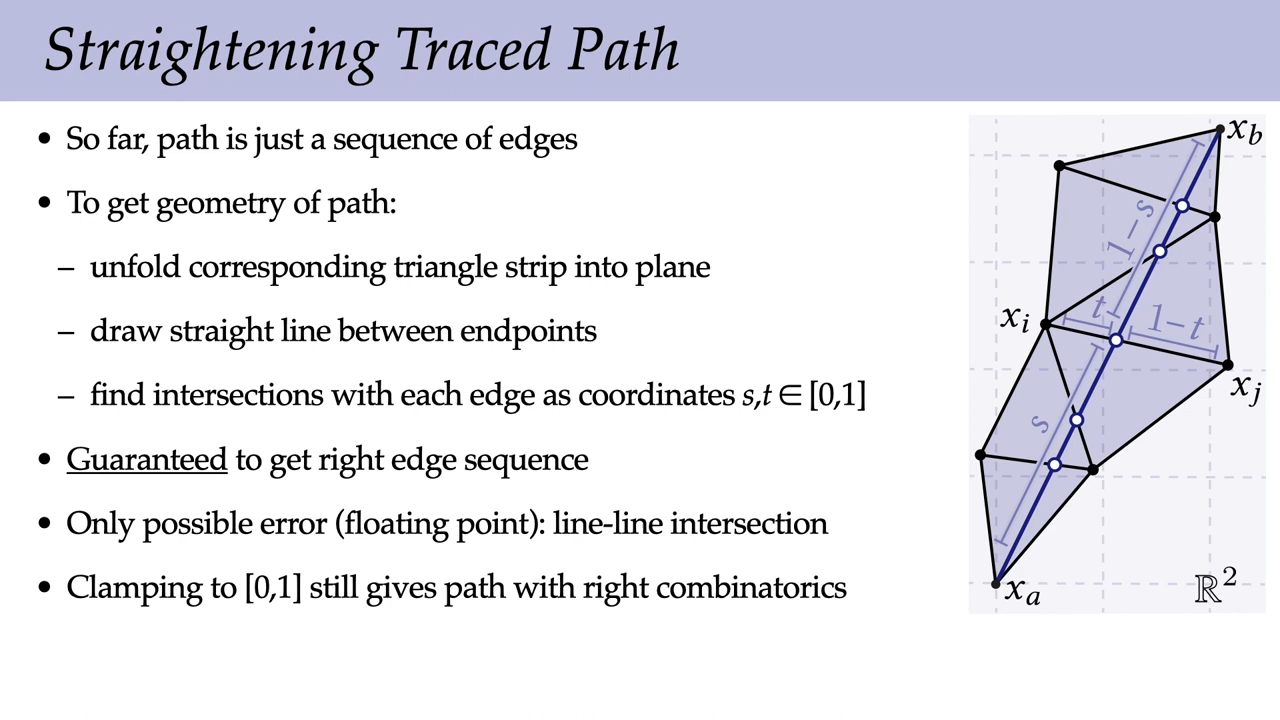 Straightening Traced Path
• So far, path is just a sequence of edges
• To get geometry of path:
– unfold corresponding triangle strip into plane
– draw straight line between endpoints
– find intersections with each edge as coordinates s,t ∈ [0,1]
• Guaranteed to get right edge sequence
• Only possible error (floating point): line-line intersection
• Clamping to [0,1] still gives path with right combinatorics
x_b
1−s
x_i
t
1−t
x_j
s
x_a
ℝ²